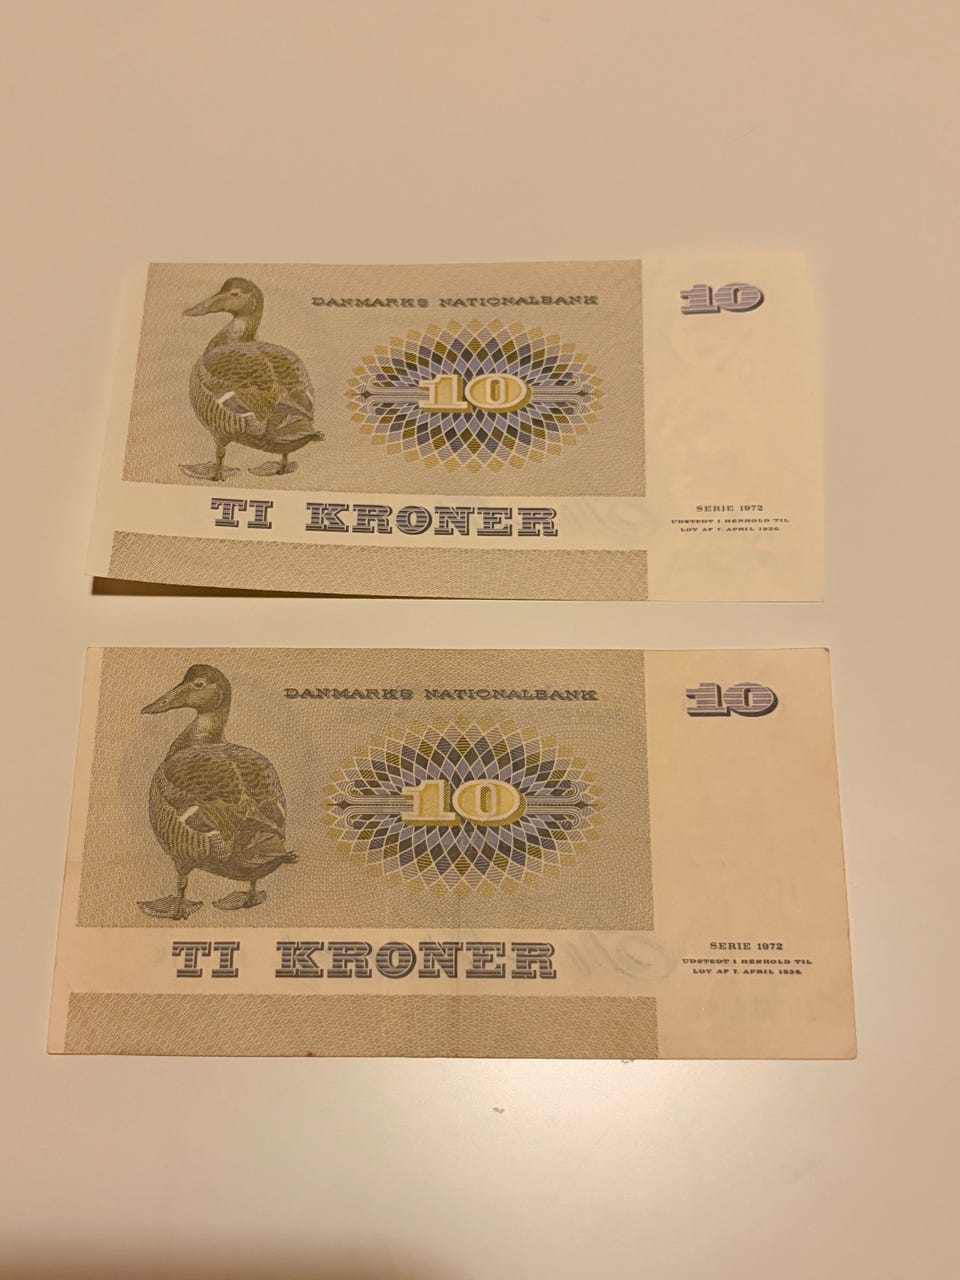 DANMARKS NATIONALBANK
10
10
TI KRONER
SERIE 1972
UDSTEDT I HENHOLD TIL
LOV AF 7. APRIL 1936.
DANMARKS NATIONALBANK
10
10
TI KRONER
SERIE 1972
UDSTEDT I HENHOLD TIL
LOV AF 7. APRIL 1936.